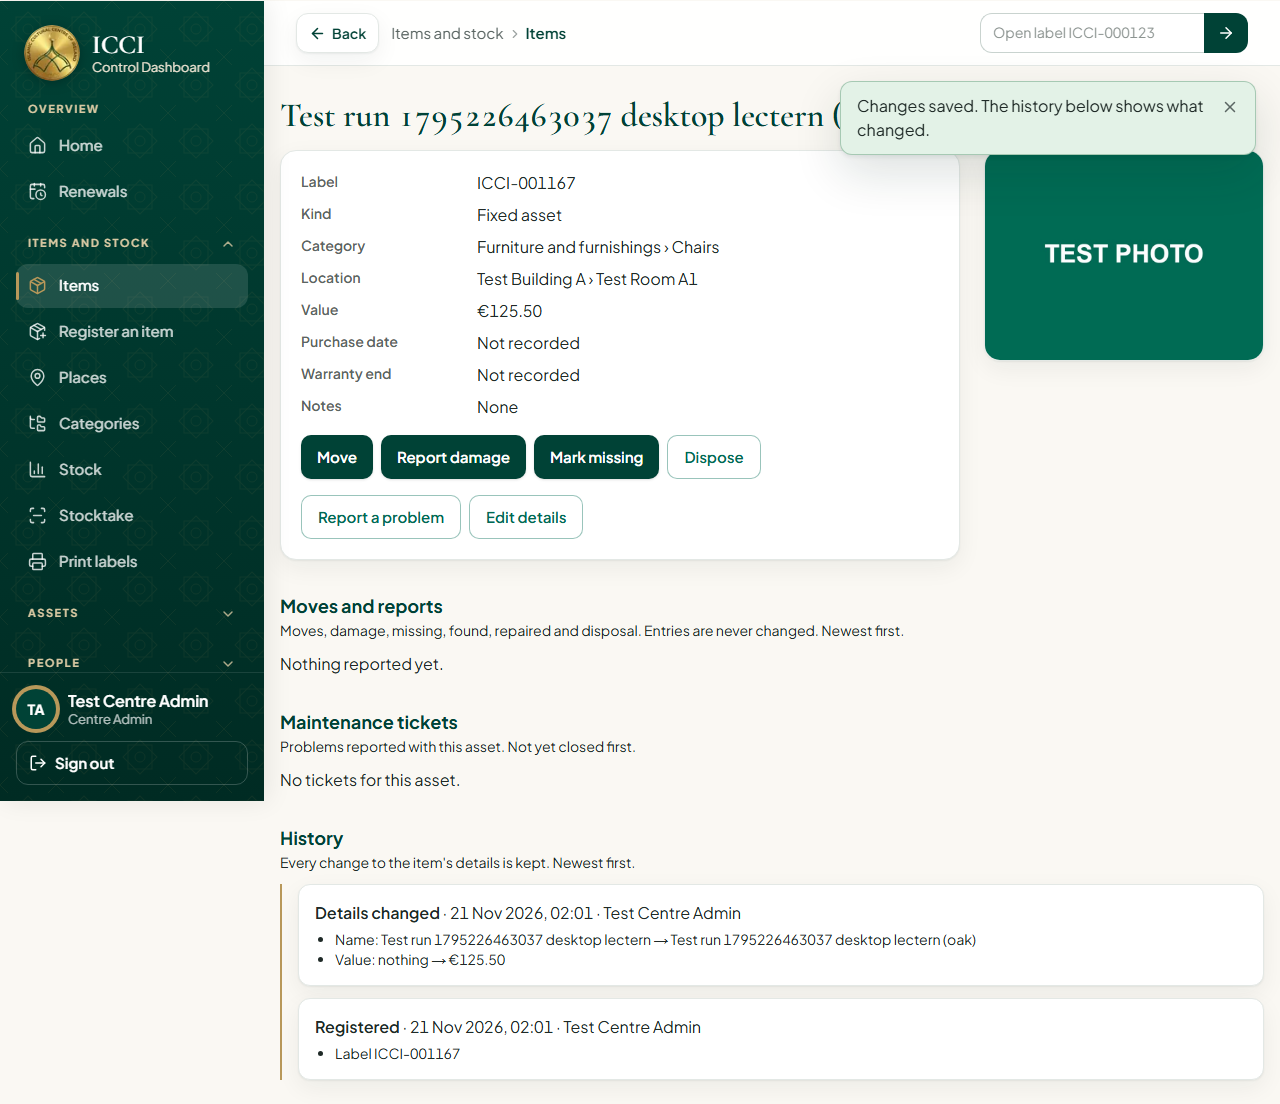 ICCI
Control Dashboard
OVERVIEW
Home
Renewals
ITEMS AND STOCK
Items
Register an item
Places
Categories
Stock
Stocktake
Print labels
ASSETS
PEOPLE
TA
Test Centre Admin
Centre Admin
Sign out
Back
Items and stock › Items
Open label ICCI-000123
Changes saved. The history below shows what
changed.
Test run 1795226463037 desktop lectern (
Label ICCI-001167
Kind Fixed asset
Category Furniture and furnishings › Chairs
Location Test Building A › Test Room A1
Value €125.50
Purchase date Not recorded
Warranty end Not recorded
Notes None
Move Report damage Mark missing Dispose
Report a problem Edit details
TEST PHOTO
Moves and reports
Moves, damage, missing, found, repaired and disposal. Entries are never changed. Newest first.
Nothing reported yet.
Maintenance tickets
Problems reported with this asset. Not yet closed first.
No tickets for this asset.
History
Every change to the item's details is kept. Newest first.
Details changed · 21 Nov 2026, 02:01 · Test Centre Admin
• Name: Test run 1795226463037 desktop lectern → Test run 1795226463037 desktop lectern (oak)
• Value: nothing → €125.50
Registered · 21 Nov 2026, 02:01 · Test Centre Admin
• Label ICCI-001167